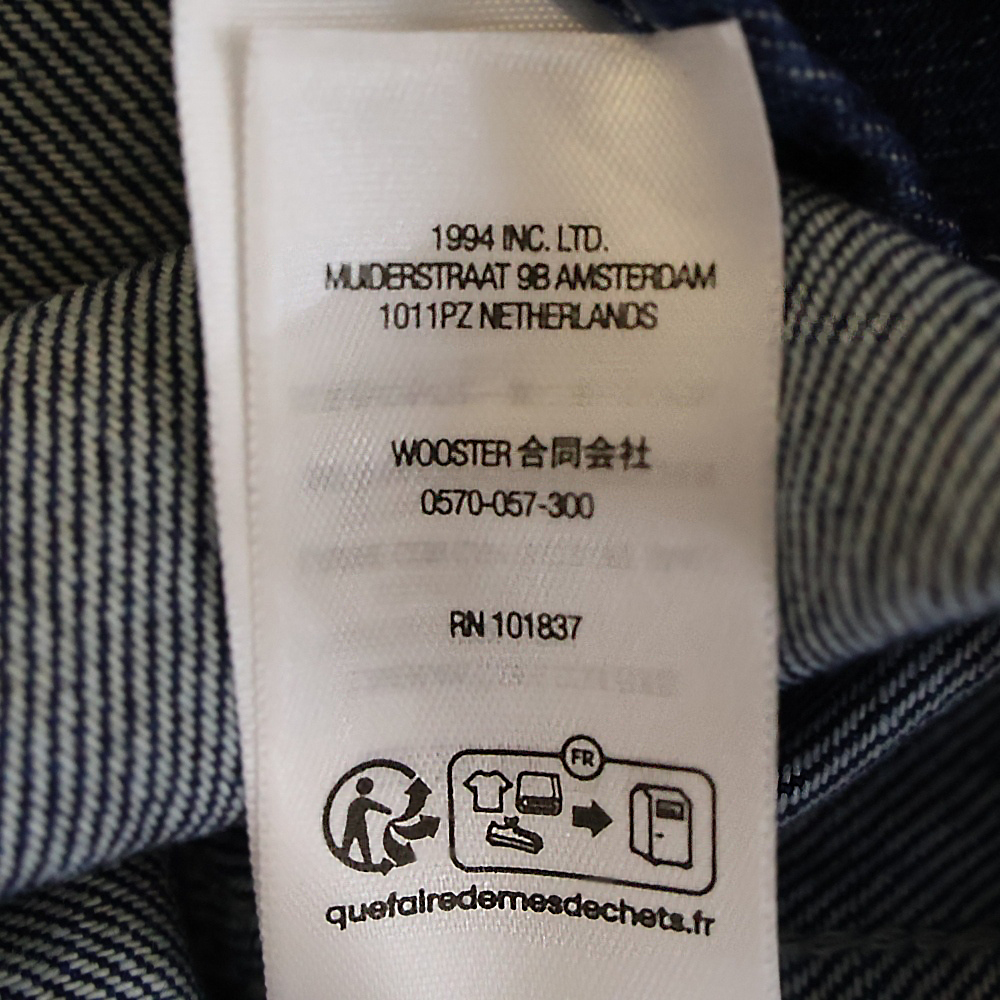 1994 INC. LTD.
MUIDERSTRAAT 9B AMSTERDAM
1011PZ NETHERLANDS
WOOSTER 合同会社
0570-057-300
RN 101837
FR
quefairedemesdechets.fr